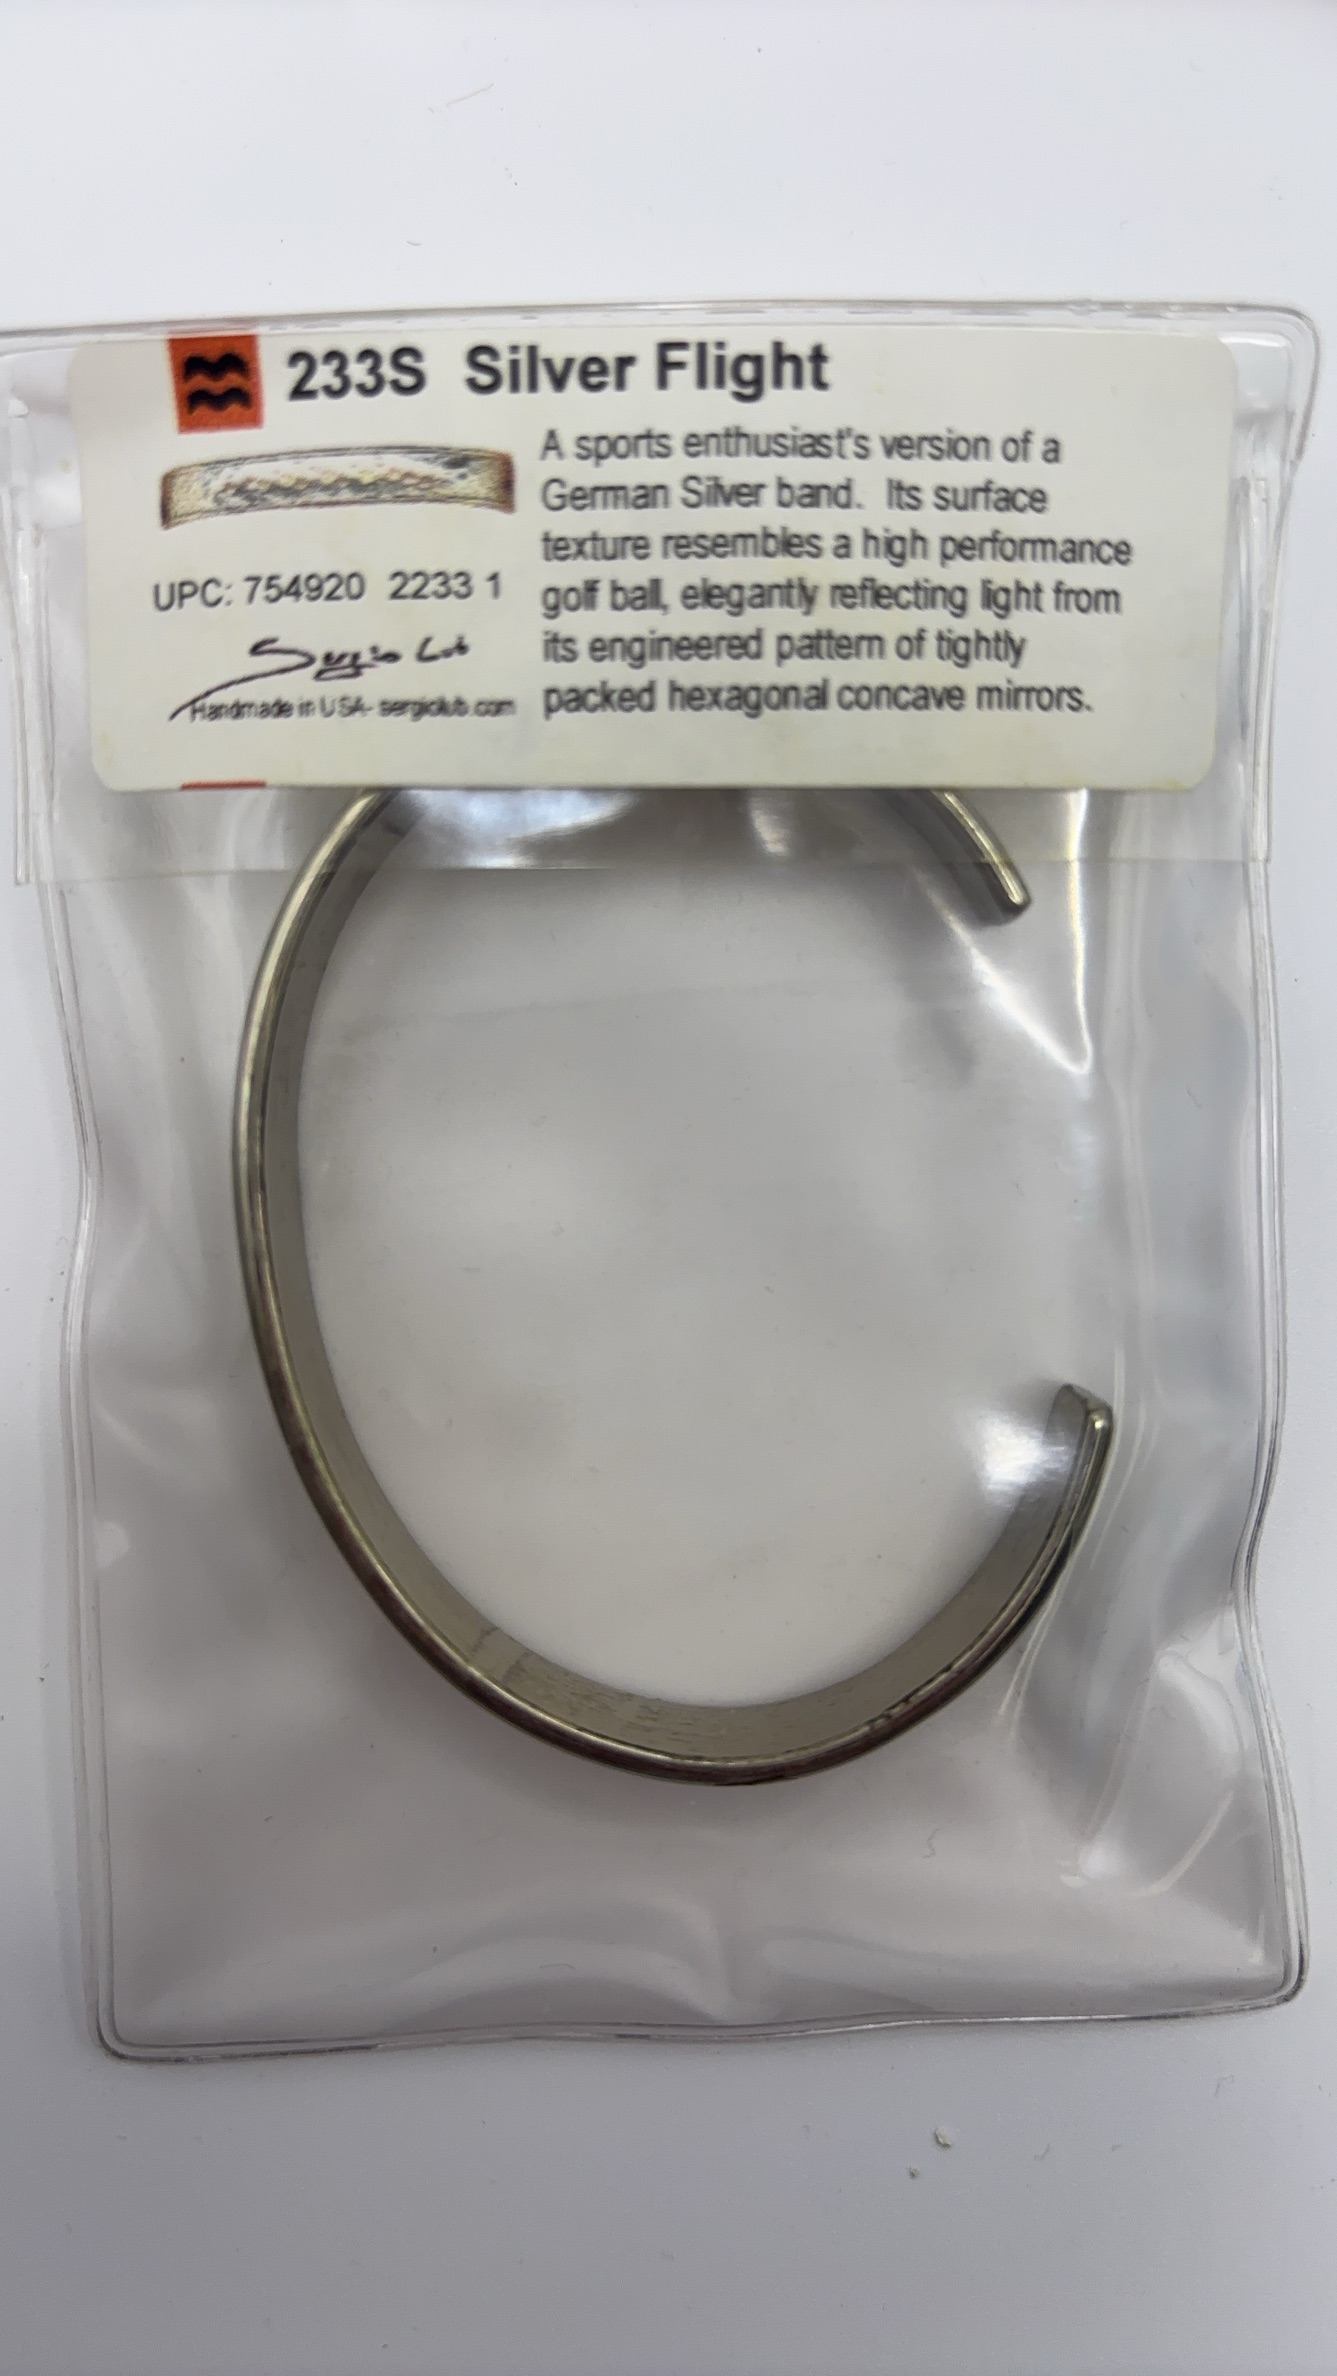 233S Silver Flight
A sports enthusiast's version of a
German Silver band. Its surface
texture resembles a high performance
golf ball, elegantly reflecting light from
its engineered pattern of tightly
packed hexagonal concave mirrors.
UPC: 754920 2233 1
Sergio Lub
Handmade in USA- sergiolub.com